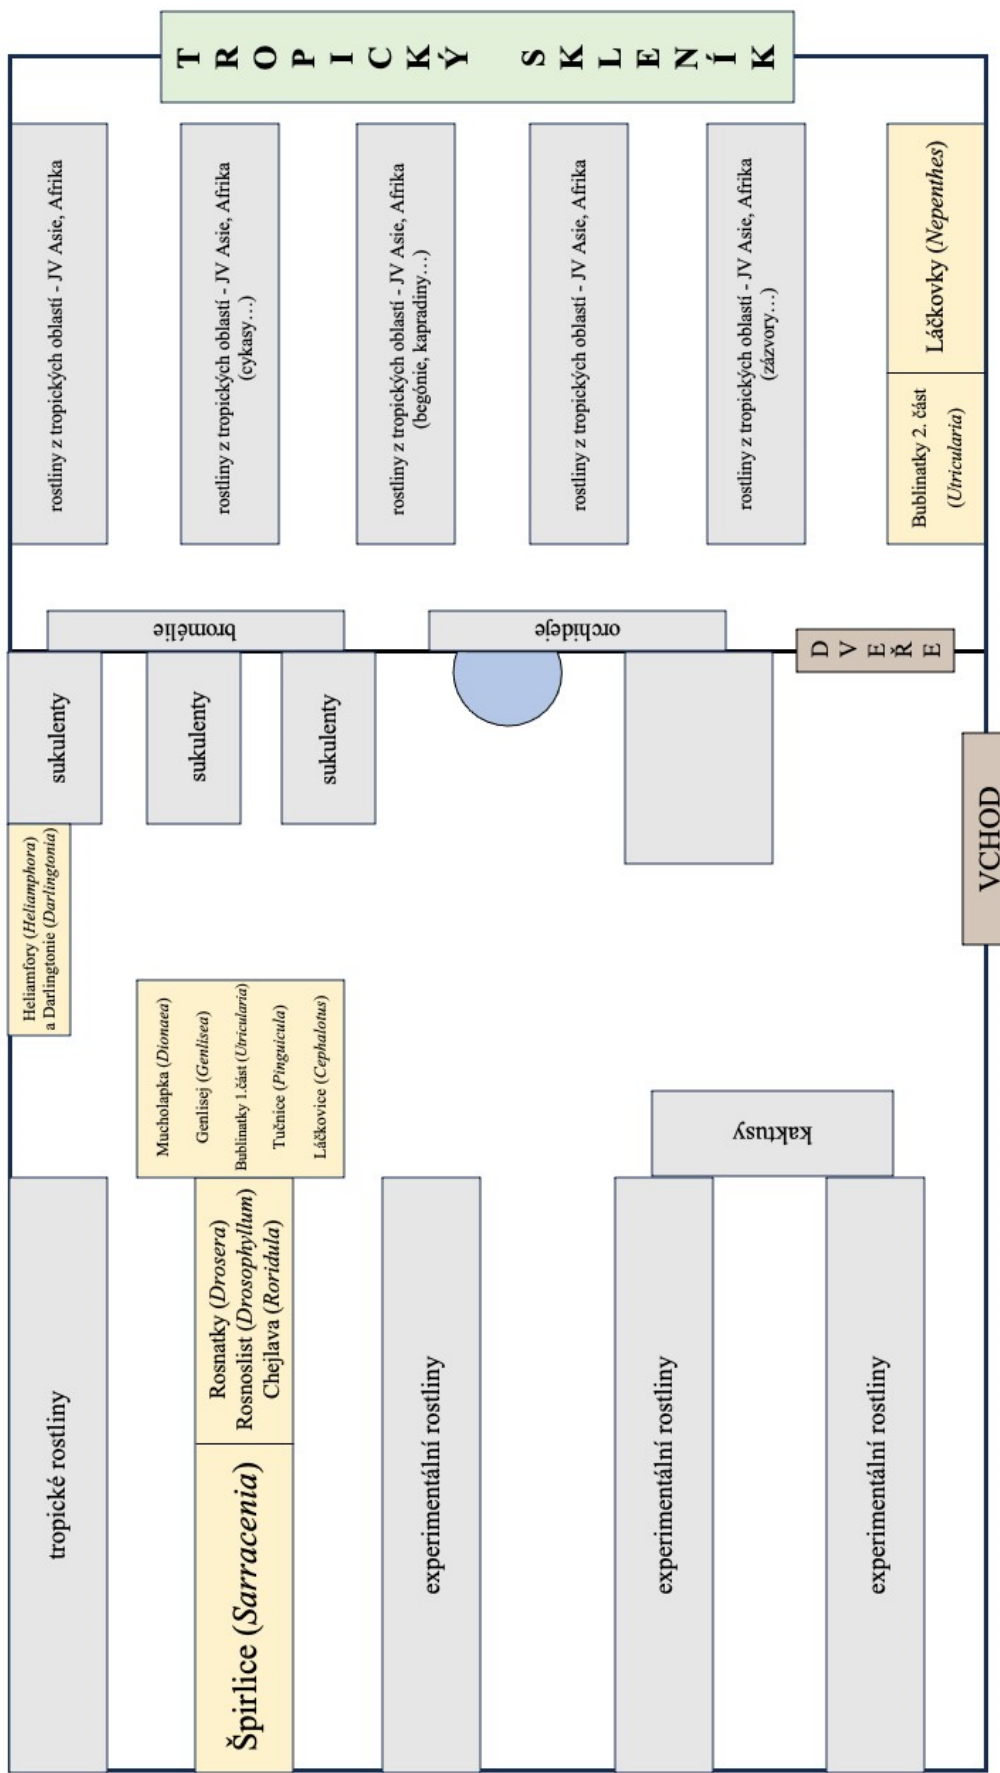 TROPICKÝ SKLENÍK
rostliny z tropických oblastí - JV Asie, Afrika
rostliny z tropických oblastí - JV Asie, Afrika
(cykasy…)
rostliny z tropických oblastí - JV Asie, Afrika
(begónie, kapradiny…)
rostliny z tropických oblastí - JV Asie, Afrika
rostliny z tropických oblastí - JV Asie, Afrika
(zázvory…)
Láčkovky (Nepenthes)
Bublinatky 2. část
(Utricularia)
bromélie
orchideje
DVEŘE
sukulenty
sukulenty
sukulenty
VCHOD
Heliamfory (Heliamphora)
a Darlingtonie (Darlingtonia)
Mucholapka (Dionaea)
Genlisej (Genlisea)
Bublinatky 1.část (Utricularia)
Tučnice (Pinguicula)
Láčkovice (Cephalotus)
kaktusy
tropické rostliny
Rosnatky (Drosera)
Rosnoslist (Drosophyllum)
Chejlava (Roridula)
Špirlice (Sarracenia)
experimentální rostliny
experimentální rostliny
experimentální rostliny